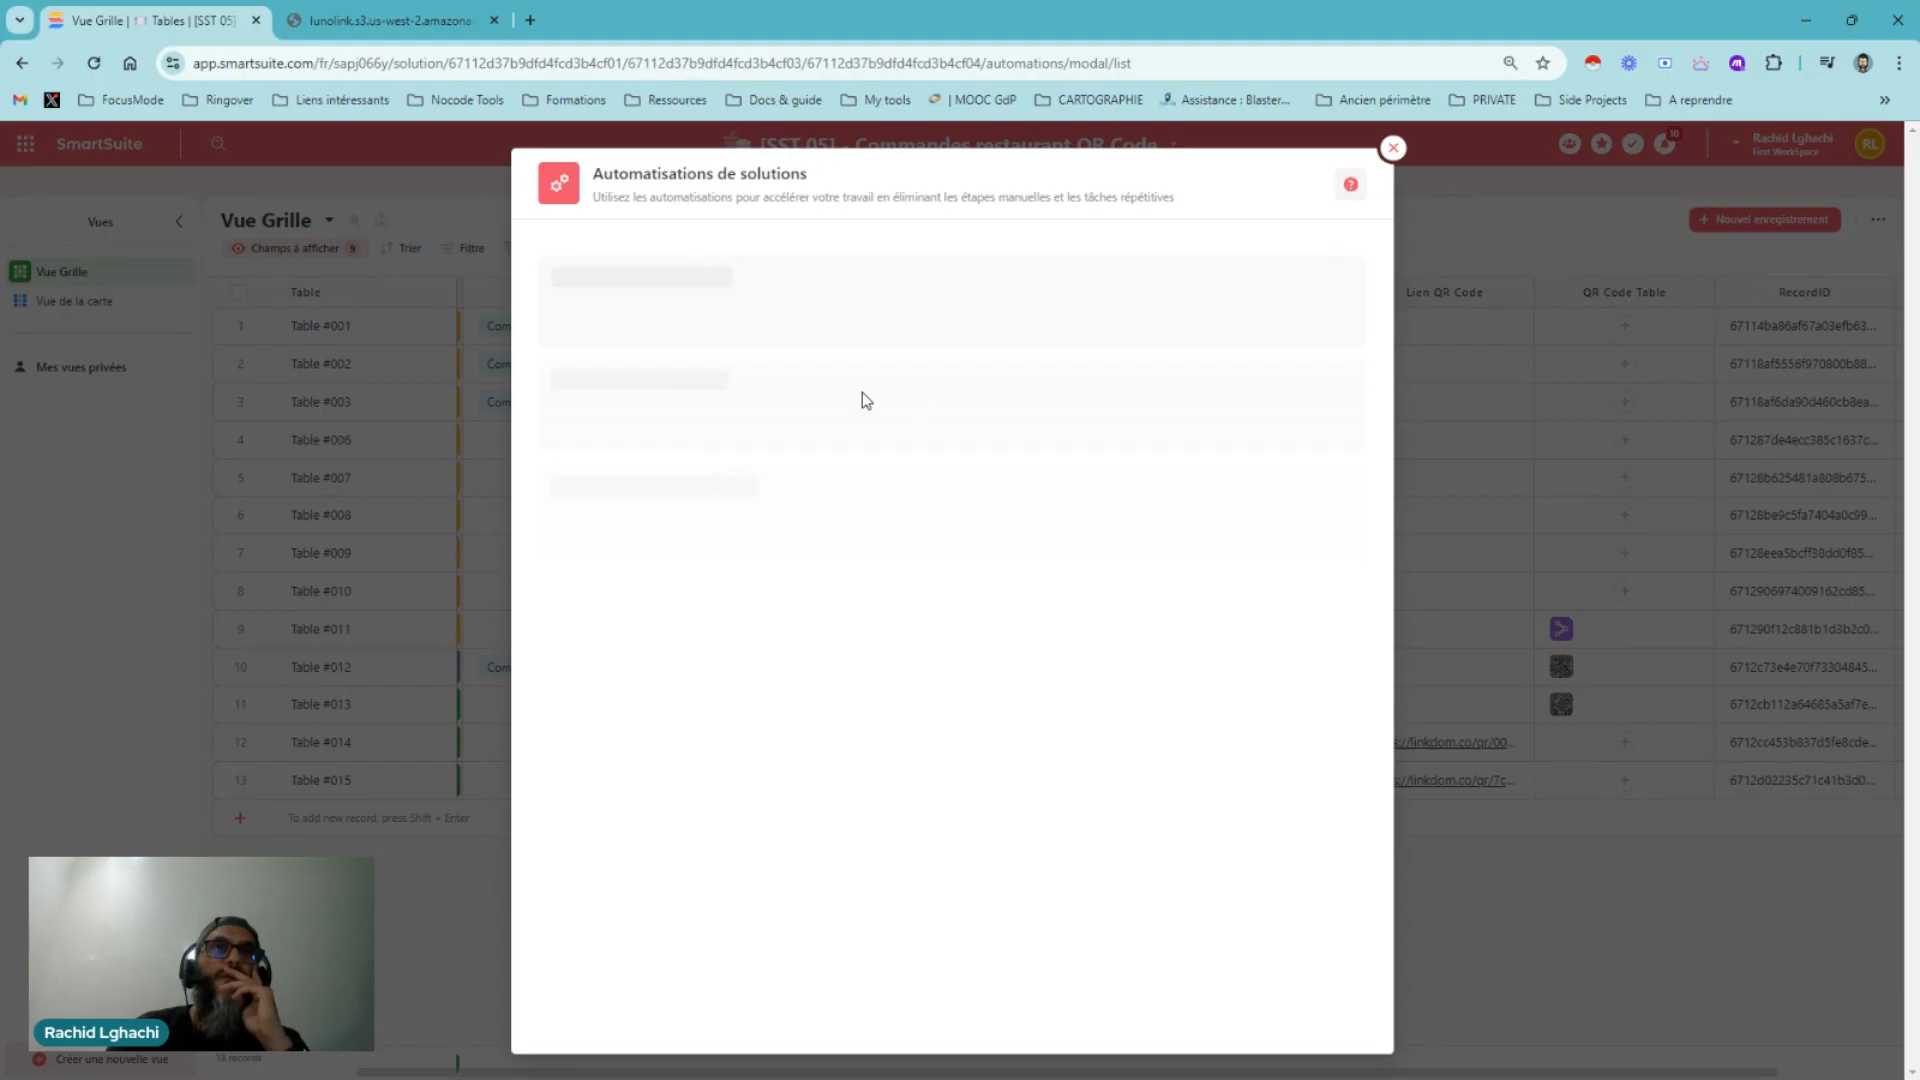 Vue Grille | Tables | [SST 05]
lunolink.s3.us-west-2.amazona
app.smartsuite.com/fr/sapj066y/solution/67112d37b9dfd4fcd3b4cf01/67112d37b9dfd4fcd3b4cf03/67112d37b9dfd4fcd3b4cf04/automations/modal/list
FocusMode
Ringover
Liens intéressants
Nocode Tools
Formations
Ressources
Docs & guide
My tools
| MOOC GdP
CARTOGRAPHIE
Assistance : Blaster...
Ancien périmètre
PRIVATE
Side Projects
A reprendre
SmartSuite
[SST 05] - Commandes restaurant QR Code
10
Rachid Lghachi
First WorkSpace
RL
Automatisations de solutions
Utilisez les automatisations pour accélérer votre travail en éliminant les étapes manuelles et les tâches répétitives
Vues
Vue Grille
Nouvel enregistrement
Champs à afficher 9
Trier
Filtre
Vue Grille
Vue de la carte
Mes vues privées
Table
Lien QR Code
QR Code Table
RecordID
1 Table #001 Com 67114ba86af67a03efb63...
2 Table #002 Com 67118af5556f970800b88...
3 Table #003 Com 67118af6da90d460cb8ea...
4 Table #006 671287de4ecc385c1637c...
5 Table #007 67128b625481a808b675...
6 Table #008 67128be9c5fa7404a0c99...
7 Table #009 67128eea5bcff38dd0f85...
8 Table #010 6712906974009162cd85...
9 Table #011 671290f12c881b1d3b2c0...
10 Table #012 Com 6712c73e4e70f73304845...
11 Table #013 6712cb112a64685a5af7e...
12 Table #014 s://linkdom.co/qr/00... 6712cc453b837d5fe8cde...
13 Table #015 s://linkdom.co/qr/7c... 6712d02235c71c41b3d0...
To add new record, press Shift + Enter
Rachid Lghachi
Créer une nouvelle vue
13 records